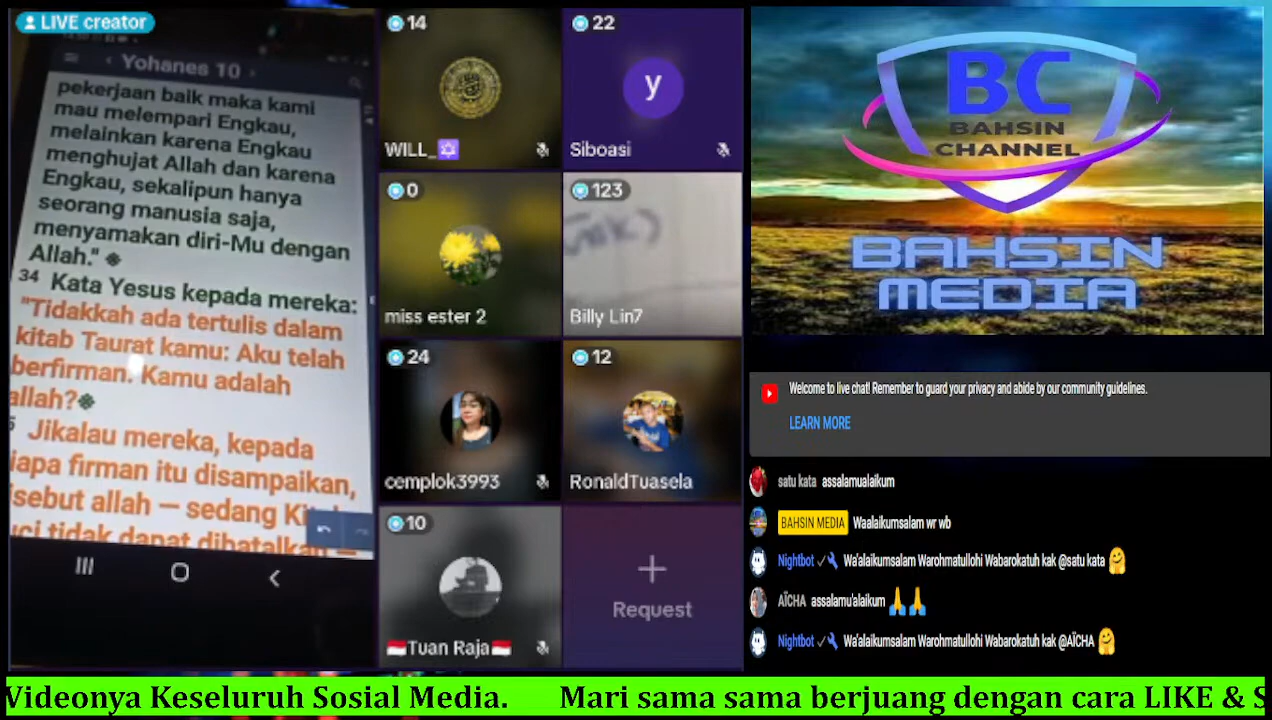 LIVE creator
Yohanes 10
pekerjaan baik maka kami
mau melempari Engkau,
melainkan karena Engkau
menghujat Allah dan karena
Engkau, sekalipun hanya
seorang manusia saja,
menyamakan diri-Mu dengan
Allah."
34 Kata Yesus kepada mereka:
"Tidakkah ada tertulis dalam
kitab Taurat kamu: Aku telah
berfirman. Kamu adalah
allah?
Jikalau mereka, kepada
firman itu disampaikan,
allah — sedang
tidak dapat dibatalkan —
14
WILL_
22
y
Siboasi
0
miss ester 2
123
Billy Lin7
24
cemplok3993
12
RonaldTuasela
10
Tuan Raja
+
Request
BC
BAHSIN
CHANNEL
BAHSIN
MEDIA
Welcome to live chat! Remember to guard your privacy and abide by our community guidelines.
LEARN MORE
satu kata assalamualaikum
BAHSIN MEDIA Waalaikumsalam wr wb
Nightbot Wa'alaikumsalam Warohmatullohi Wabarokatuh kak @satu kata 🤗
AÏCHA assalamu'alaikum 🙏🙏
Nightbot Wa'alaikumsalam Warohmatullohi Wabarokatuh kak @AÏCHA 🤗
Videonya Keseluruh Sosial Media. Mari sama sama berjuang dengan cara LIKE & S